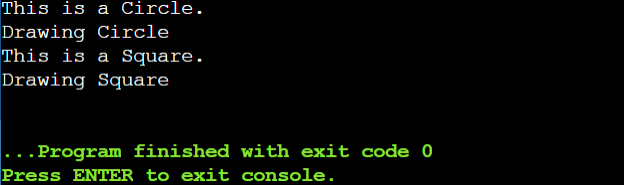 This is a Circle.
Drawing Circle
This is a Square.
Drawing Square
...Program finished with exit code 0
Press ENTER to exit console.